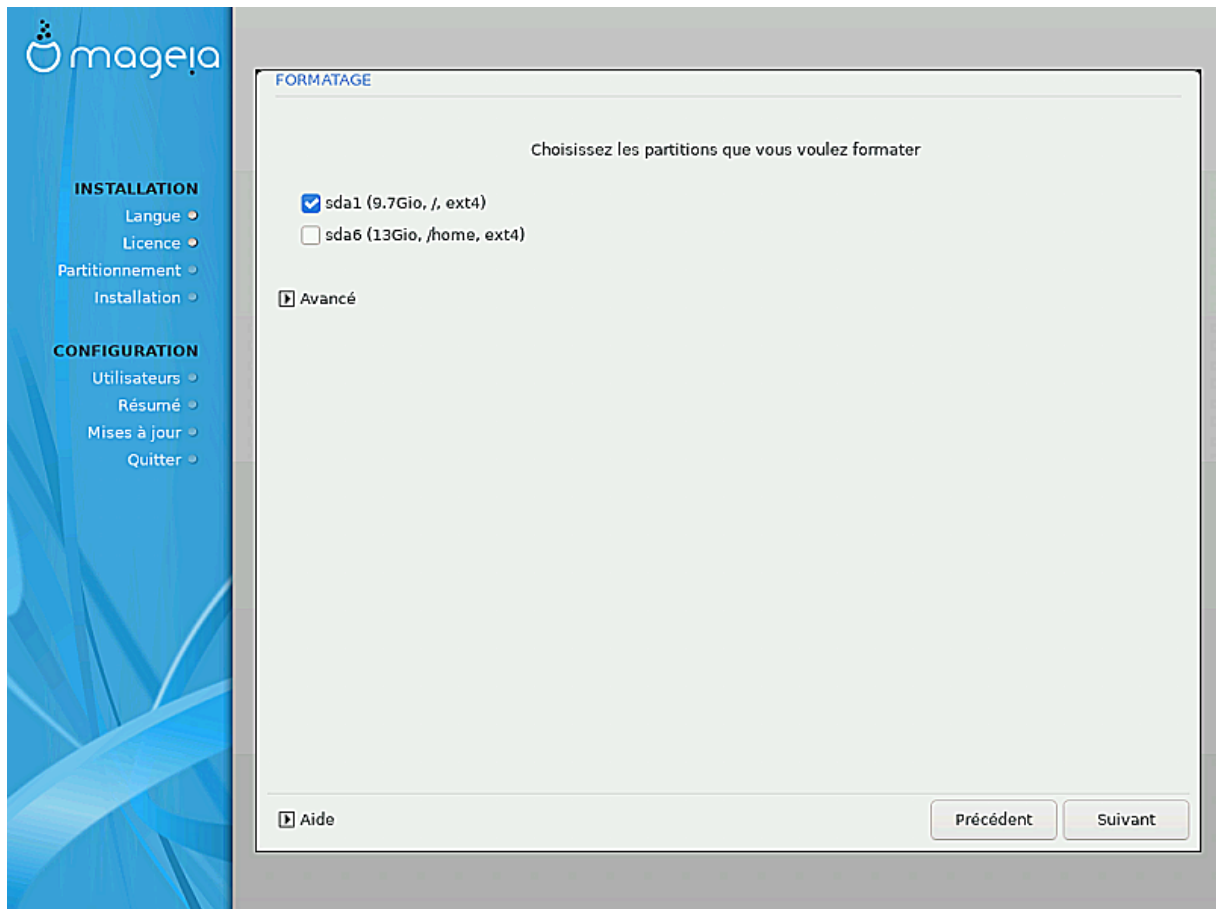 mageia
INSTALLATION
Langue
Licence
Partitionnement
Installation
CONFIGURATION
Utilisateurs
Résumé
Mises à jour
Quitter
FORMATAGE
Choisissez les partitions que vous voulez formater
sda1 (9.7Gio, /, ext4)
sda6 (13Gio, /home, ext4)
Avancé
Aide
Précédent
Suivant